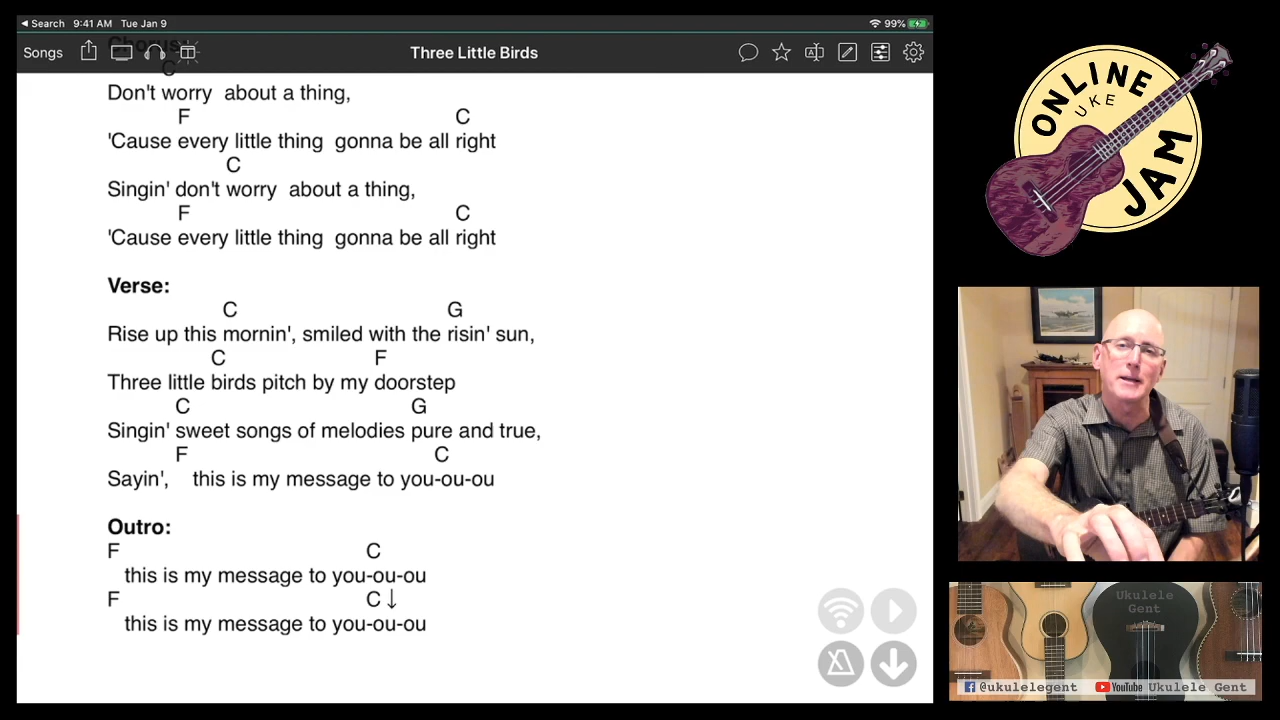 Search 9:41 AM Tue Jan 9 99%
Songs Three Little Birds
Chorus:
C
Don't worry about a thing,
F C
'Cause every little thing gonna be all right
C
Singin' don't worry about a thing,
F C
'Cause every little thing gonna be all right
Verse:
C G
Rise up this mornin', smiled with the risin' sun,
C F
Three little birds pitch by my doorstep
C G
Singin' sweet songs of melodies pure and true,
F C
Sayin', this is my message to you-ou-ou
Outro:
F C
this is my message to you-ou-ou
F C↓
this is my message to you-ou-ou
ONLINE
UKE
JAM
Ukulele
Gent
@ukulelegent YouTube Ukulele Gent